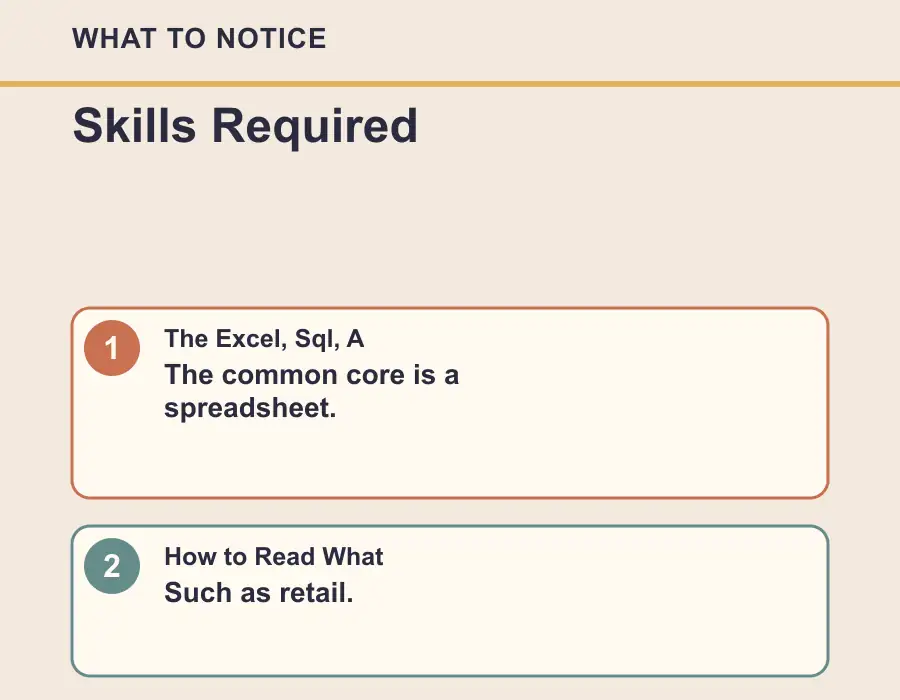 WHAT TO NOTICE
Skills Required
1
The Excel, Sql, A
The common core is a
spreadsheet.
2
How to Read What
Such as retail.